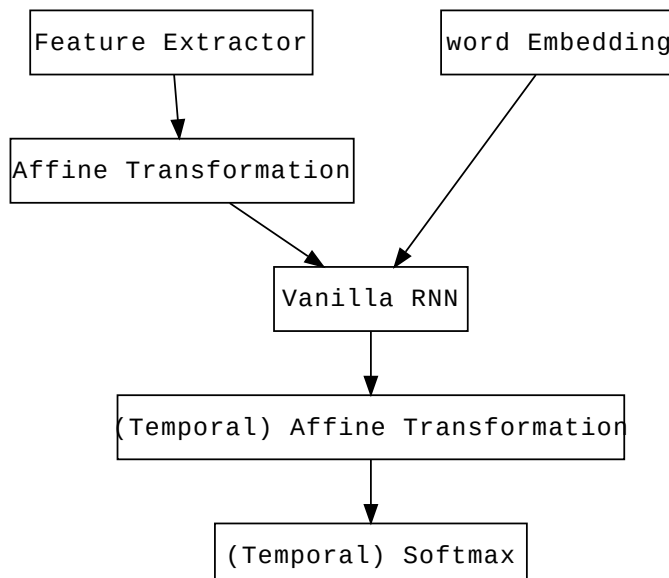 Feature Extractor
word Embedding
Affine Transformation
Vanilla RNN
(Temporal) Affine Transformation
(Temporal) Softmax